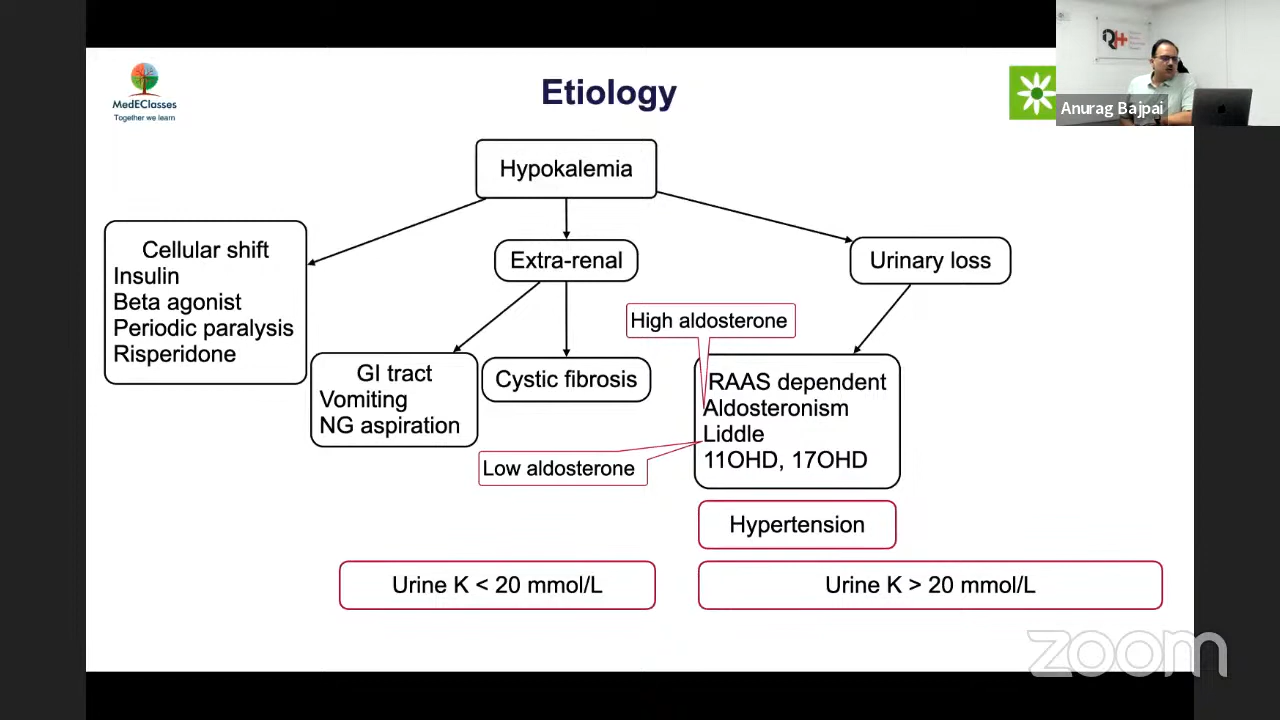 MedEClasses
Together we learn
Etiology
Anurag Bajpai
Hypokalemia
Cellular shift
Insulin
Beta agonist
Periodic paralysis
Risperidone
Extra-renal
Urinary loss
High aldosterone
GI tract
Vomiting
NG aspiration
Cystic fibrosis
RAAS dependent
Aldosteronism
Liddle
11OHD, 17OHD
Low aldosterone
Hypertension
Urine K < 20 mmol/L
Urine K > 20 mmol/L
zoom